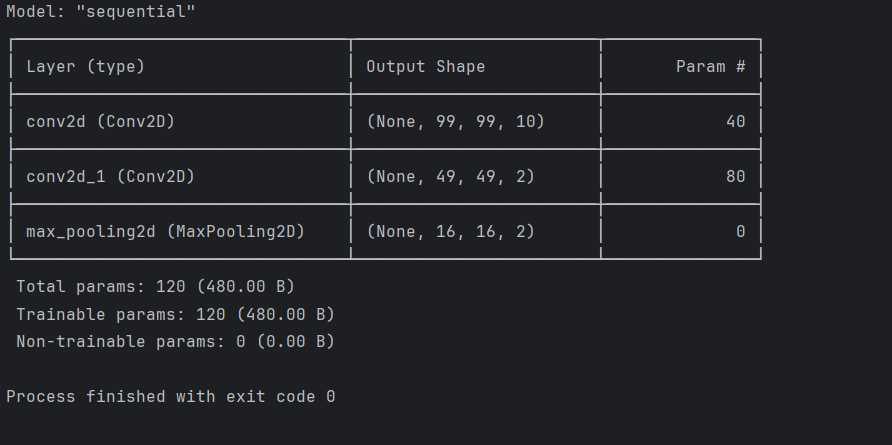 Model: "sequential"
Layer (type) Output Shape Param #
conv2d (Conv2D) (None, 99, 99, 10) 40
conv2d_1 (Conv2D) (None, 49, 49, 2) 80
max_pooling2d (MaxPooling2D) (None, 16, 16, 2) 0
Total params: 120 (480.00 B)
Trainable params: 120 (480.00 B)
Non-trainable params: 0 (0.00 B)
Process finished with exit code 0